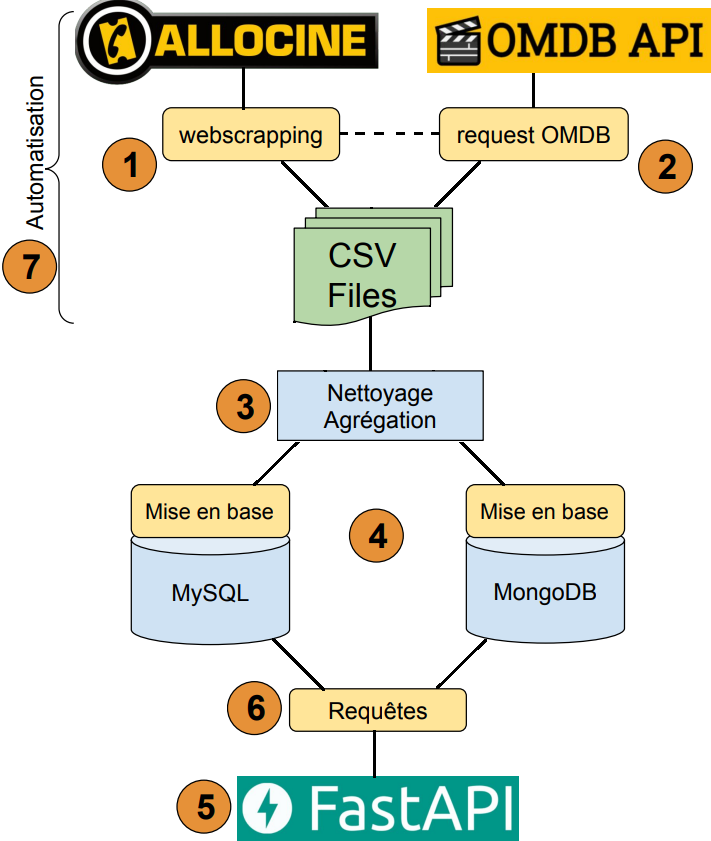 ALLOCINE
OMDB API
webscrapping
request OMDB
1
2
Automatisation
7
CSV
Files
3
Nettoyage
Agrégation
Mise en base
Mise en base
4
MySQL
MongoDB
6
Requêtes
5
FastAPI